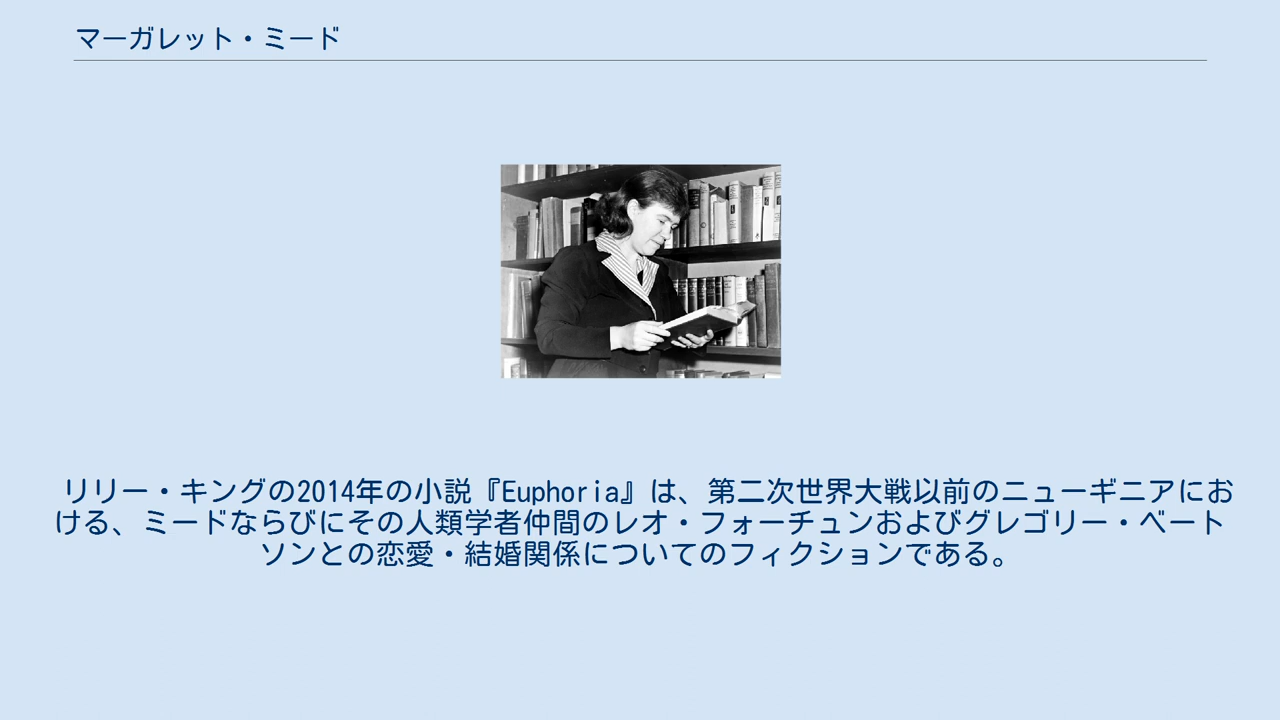 マーガレット・ミード
リリー・キングの2014年の小説『Euphoria』は、第二次世界大戦以前のニューギニアにお
ける、ミードならびにその人類学者仲間のレオ・フォーチュンおよびグレゴリー・ベート
ソンとの恋愛・結婚関係についてのフィクションである。